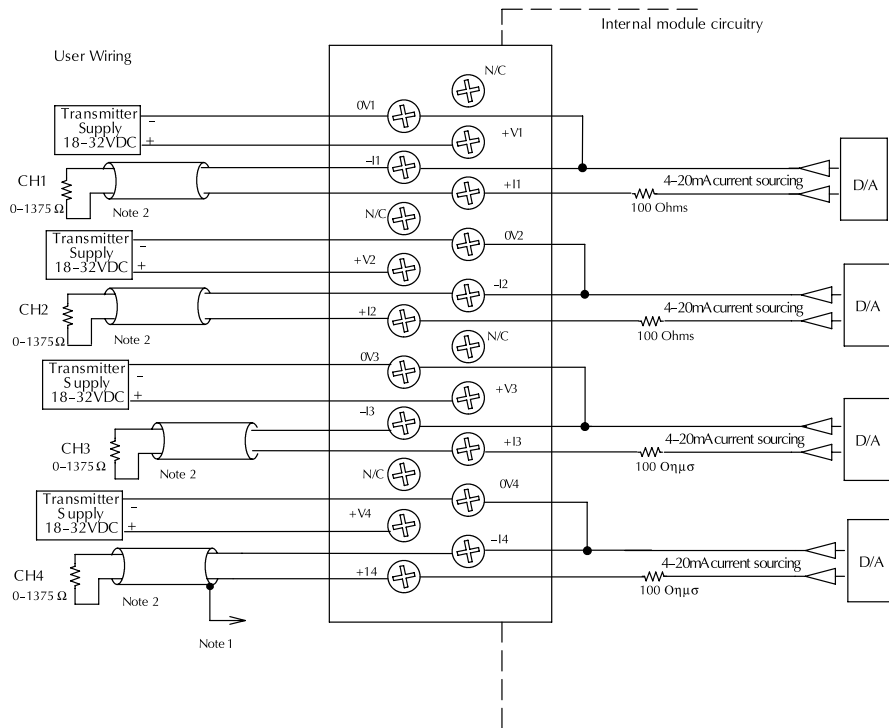 Internal module circuitry
User Wiring
N/C
0V1
Transmitter
Supply
18–32VDC
–
+
+V1
–I1
CH1
0–1375 Ω
Note 2
+I1
4–20mA current sourcing
100 Ohms
D/A
N/C
Transmitter
Supply
18–32VDC
–
+
0V2
+V2
–I2
CH2
0–1375Ω
Note 2
+I2
4–20mA current sourcing
100 Ohms
D/A
N/C
0V3
Transmitter
Supply
18–32VDC
–
+
+V3
–I3
CH3
0–1375Ω
Note 2
+I3
4–20mA current sourcing
100 Οημσ
D/A
N/C
0V4
Transmitter
Supply
18–32VDC
–
+
+V4
–I4
CH4
0–1375Ω
Note 2
+14
4–20mA current sourcing
100 Οημσ
D/A
Note 1